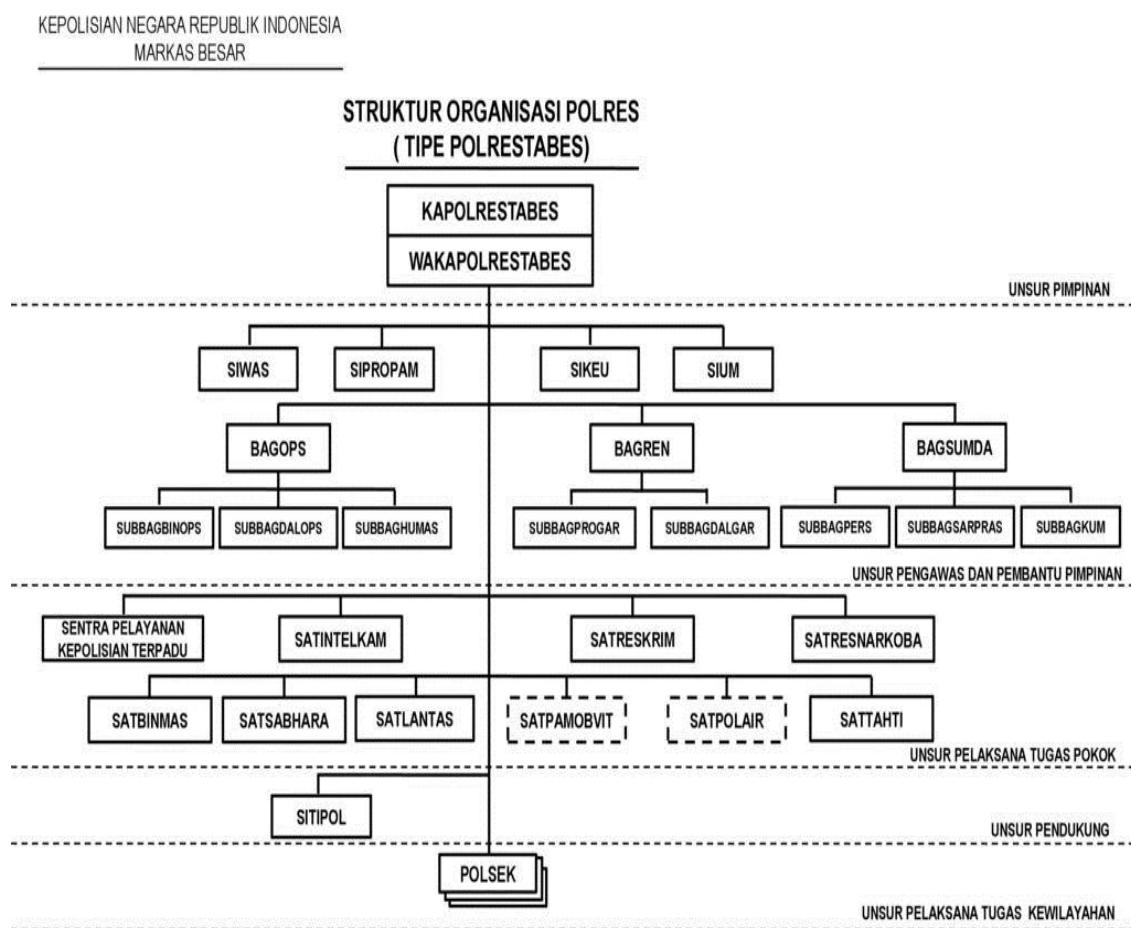 KEPOLISIAN NEGARA REPUBLIK INDONESIA
MARKAS BESAR
STRUKTUR ORGANISASI POLRES
( TIPE POLRESTABES)
KAPOLRESTABES
WAKAPOLRESTABES
UNSUR PIMPINAN
SIWAS
SIPROPAM
SIKEU
SIUM
BAGOPS
BAGREN
BAGSUMDA
SUBBAGBINOPS
SUBBAGDALOPS
SUBBAGHUMAS
SUBBAGPROGAR
SUBBAGDALGAR
SUBBAGPERS
SUBBAGSARPRAS
SUBBAGKUM
UNSUR PENGAWAS DAN PEMBANTU PIMPINAN
SENTRA PELAYANAN
KEPOLISIAN TERPADU
SATINTELKAM
SATRESKRIM
SATRESNARKOBA
SATBINMAS
SATSABHARA
SATLANTAS
SATPAMOBVIT
SATPOLAIR
SATTAHTI
UNSUR PELAKSANA TUGAS POKOK
SITIPOL
UNSUR PENDUKUNG
POLSEK
UNSUR PELAKSANA TUGAS KEWILAYAHAN